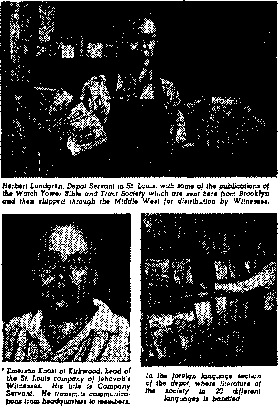 Herbert Lundgren, Depot Servant in St. Louis, with some of the publications of
the Watch Tower Bible and Tract Society which are sent here from Brooklyn
and then shipped through the Middle West for distribution by Witnesses.
Emerson Knost of Kirkwood, head of
the St. Louis company of Jehovah's
Witnesses. His title is Company
Servant. He transmits communica-
tions from headquarters to members.
In the foreign language section
of the depot, where literature of
the society in 20 different
languages is handled